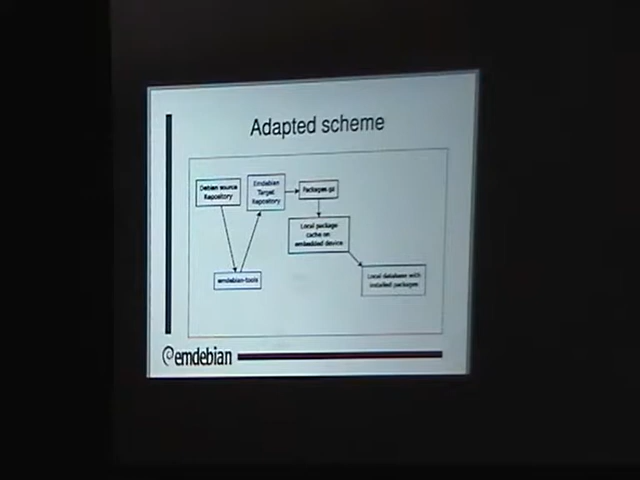 Adapted scheme
Debian source
Repository
Emdebian
Target
Repository
Packages.gz
Local package
cache on
embedded device
emdebian-tools
Local database with
installed packages
emdebian